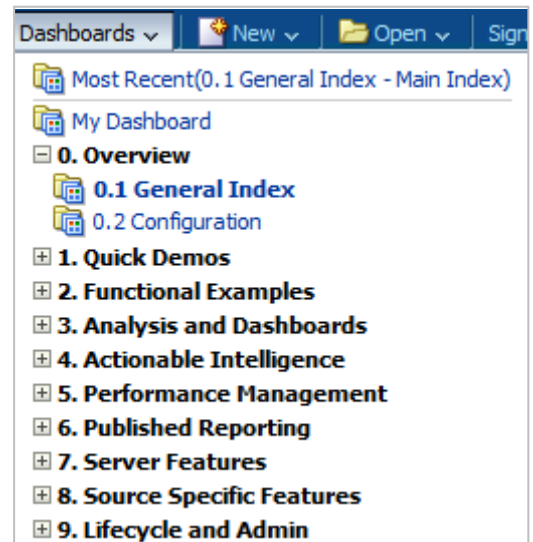 Dashboards New Open Sign
Most Recent(0.1 General Index - Main Index)
My Dashboard
0. Overview
0.1 General Index
0.2 Configuration
1. Quick Demos
2. Functional Examples
3. Analysis and Dashboards
4. Actionable Intelligence
5. Performance Management
6. Published Reporting
7. Server Features
8. Source Specific Features
9. Lifecycle and Admin